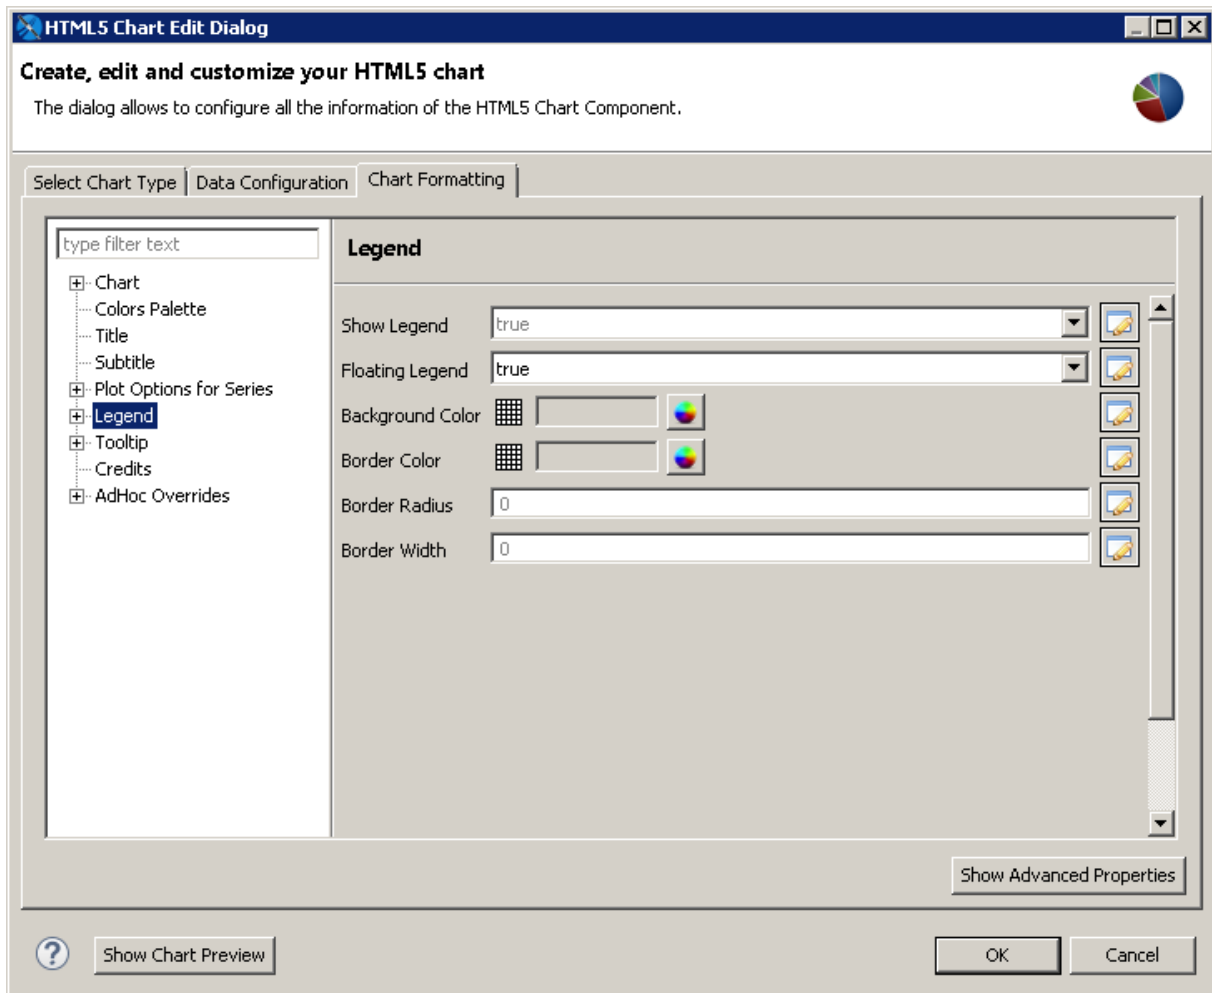 HTML5 Chart Edit Dialog
Create, edit and customize your HTML5 chart
The dialog allows to configure all the information of the HTML5 Chart Component.
Select Chart Type
Data Configuration
Chart Formatting
type filter text
Chart
Colors Palette
Title
Subtitle
Plot Options for Series
Legend
Tooltip
Credits
AdHoc Overrides
Legend
Show Legend
true
Floating Legend
true
Background Color
Border Color
Border Radius
0
Border Width
0
Show Advanced Properties
?
Show Chart Preview
OK
Cancel